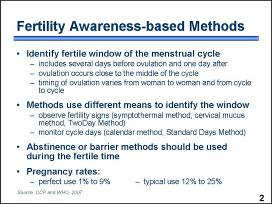 Fertility Awareness-based Methods
• Identify fertile window of the menstrual cycle
– includes several days before ovulation and one day after
– ovulation occurs close to the middle of the cycle
– timing of ovulation varies from woman to woman and from cycle
to cycle
• Methods use different means to identify the window
– observe fertility signs (symptothermal method, cervical mucus
method, TwoDay Method)
– monitor cycle days (calendar method, Standard Days Method)
• Abstinence or barrier methods should be used
during the fertile time
• Pregnancy rates:
– perfect use 1% to 9% – typical use 12% to 25%
Source: CCP and WHO, 2007.
2